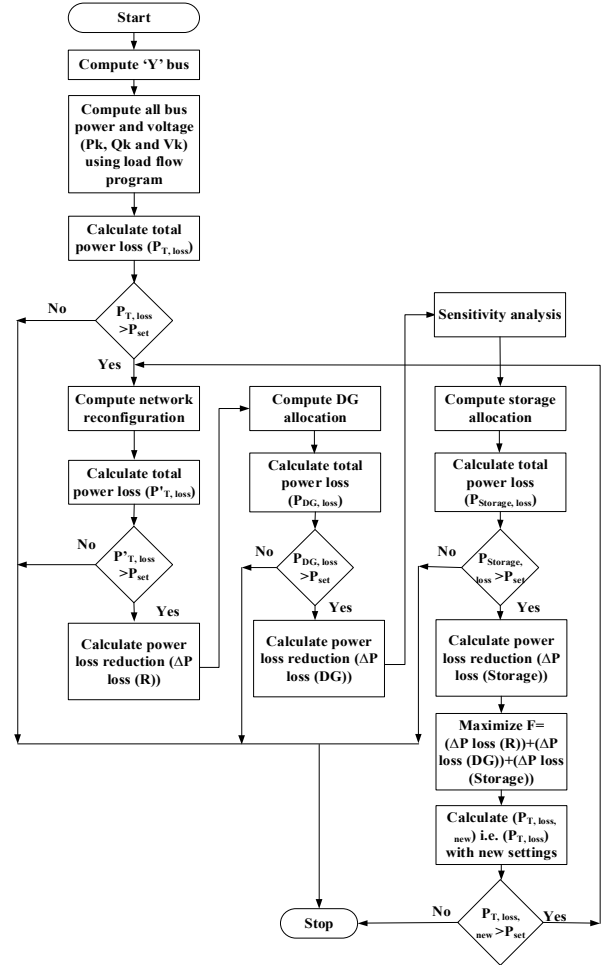 Start
Compute ‘Y’ bus
Compute all bus
power and voltage
(Pk, Qk and Vk)
using load flow
program
Calculate total
power loss (PT, loss)
No
PT, loss
>Pset
Yes
Compute network
reconfiguration
Calculate total
power loss (P'T, loss)
No
P’T, loss
>Pset
Yes
Calculate power
loss reduction (ΔP
loss (R))
Compute DG
allocation
Calculate total
power loss
(PDG, loss)
No
PDG, loss
>Pset
Yes
Calculate power
loss reduction (ΔP
loss (DG))
Sensitivity analysis
Compute storage
allocation
Calculate total
power loss
(PStorage, loss)
No
PStorage,
loss >Pset
Yes
Calculate power
loss reduction (ΔP
loss (Storage))
Maximize F=
(ΔP loss (R))+(ΔP
loss (DG))+(ΔP loss
(Storage))
Calculate (PT, loss,
new) i.e. (PT, loss)
with new settings
No
PT, loss,
new >Pset
Yes
Stop